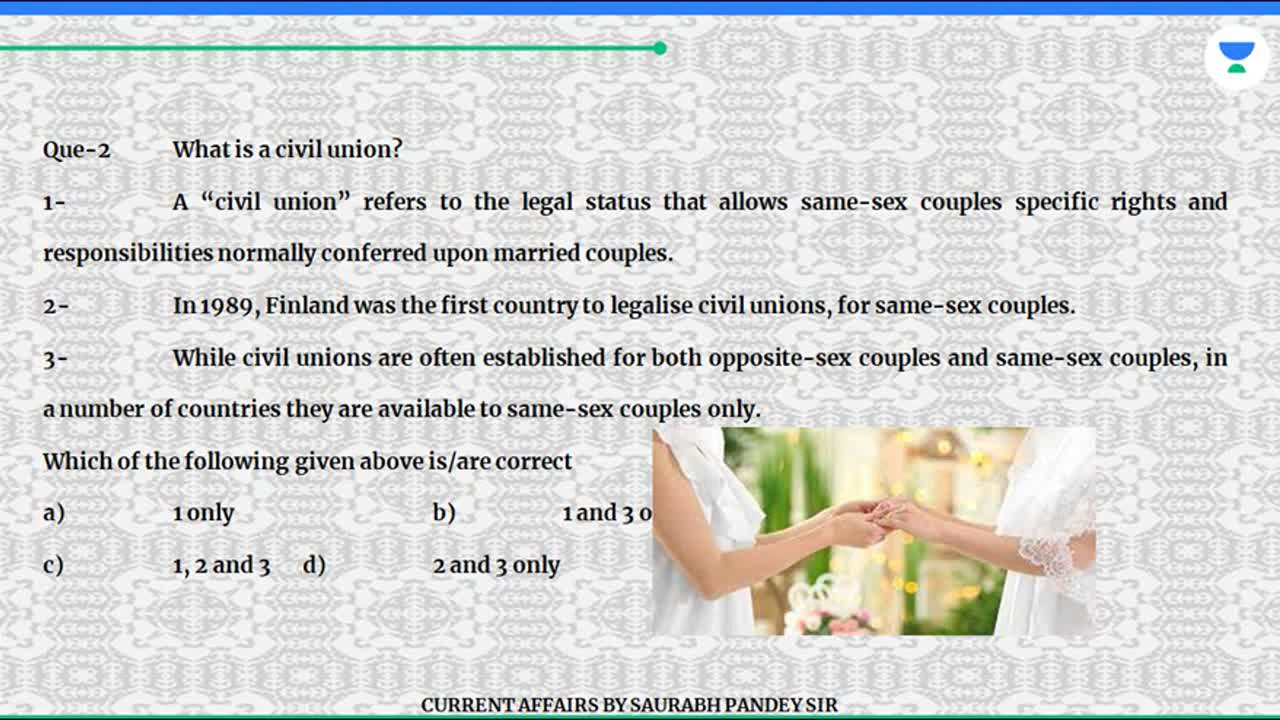 Que-2 What is a civil union?
1- A “civil union” refers to the legal status that allows same-sex couples specific rights and
responsibilities normally conferred upon married couples.
2- In 1989, Finland was the first country to legalise civil unions, for same-sex couples.
3- While civil unions are often established for both opposite-sex couples and same-sex couples, in
a number of countries they are available to same-sex couples only.
Which of the following given above is/are correct
a) 1 only b) 1 and 3
c) 1, 2 and 3 d) 2 and 3 only
CURRENT AFFAIRS BY SAURABH PANDEY SIR